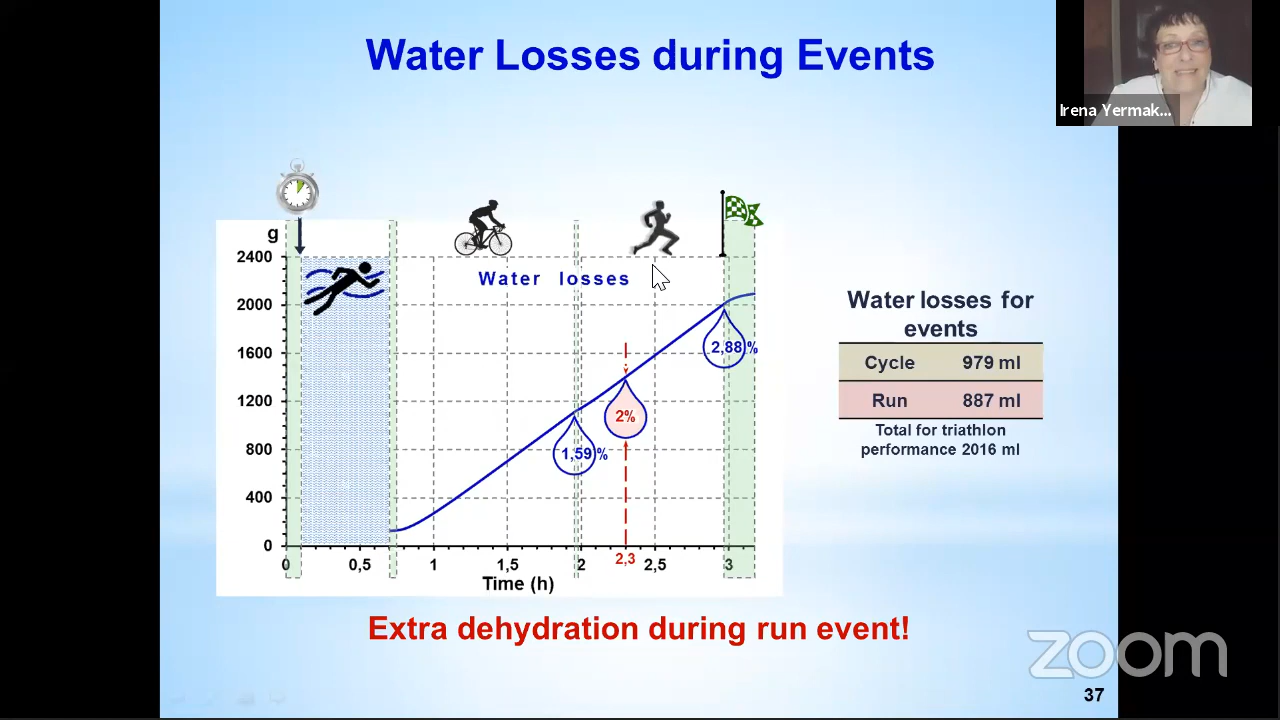 Water Losses during Events
Irena Yermak...
g
2400
2000
1600
1200
800
400
0
Water losses
2,88%
2%
1,59%
0 0,5 1 1,5 2 2,3 2,5 3
Time (h)
Water losses for
events
Cycle 979 ml
Run 887 ml
Total for triathlon
performance 2016 ml
Extra dehydration during run event!
zoom
37